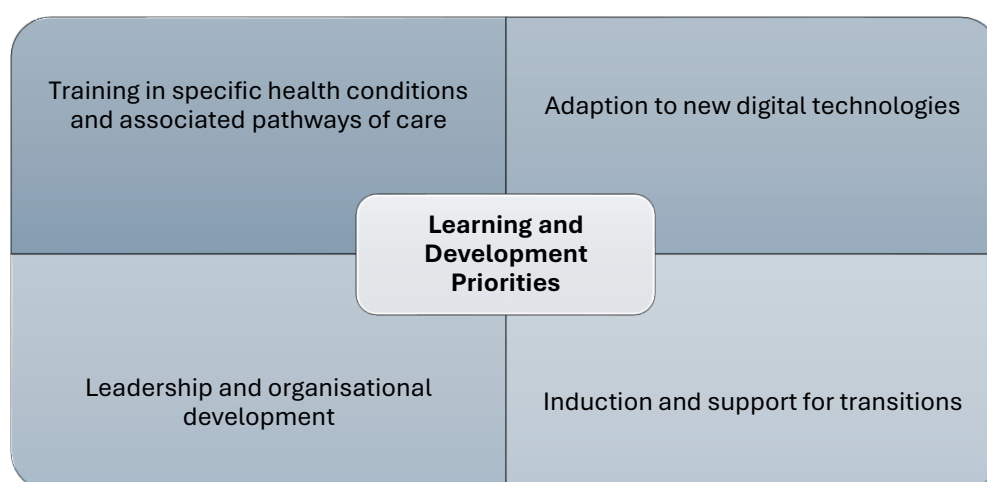 Training in specific health conditions
and associated pathways of care
Adaption to new digital technologies
Learning and
Development
Priorities
Leadership and organisational
development
Induction and support for transitions